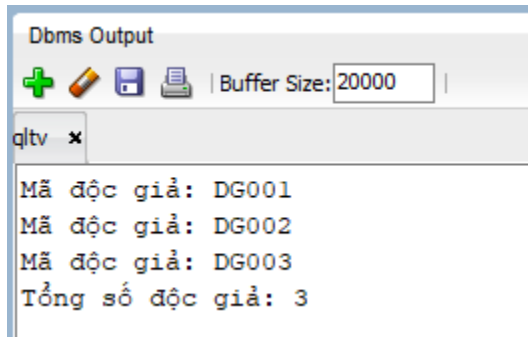 Dbms Output
Buffer Size: 20000
qltv
Mã độc giả: DG001
Mã độc giả: DG002
Mã độc giả: DG003
Tổng số độc giả: 3